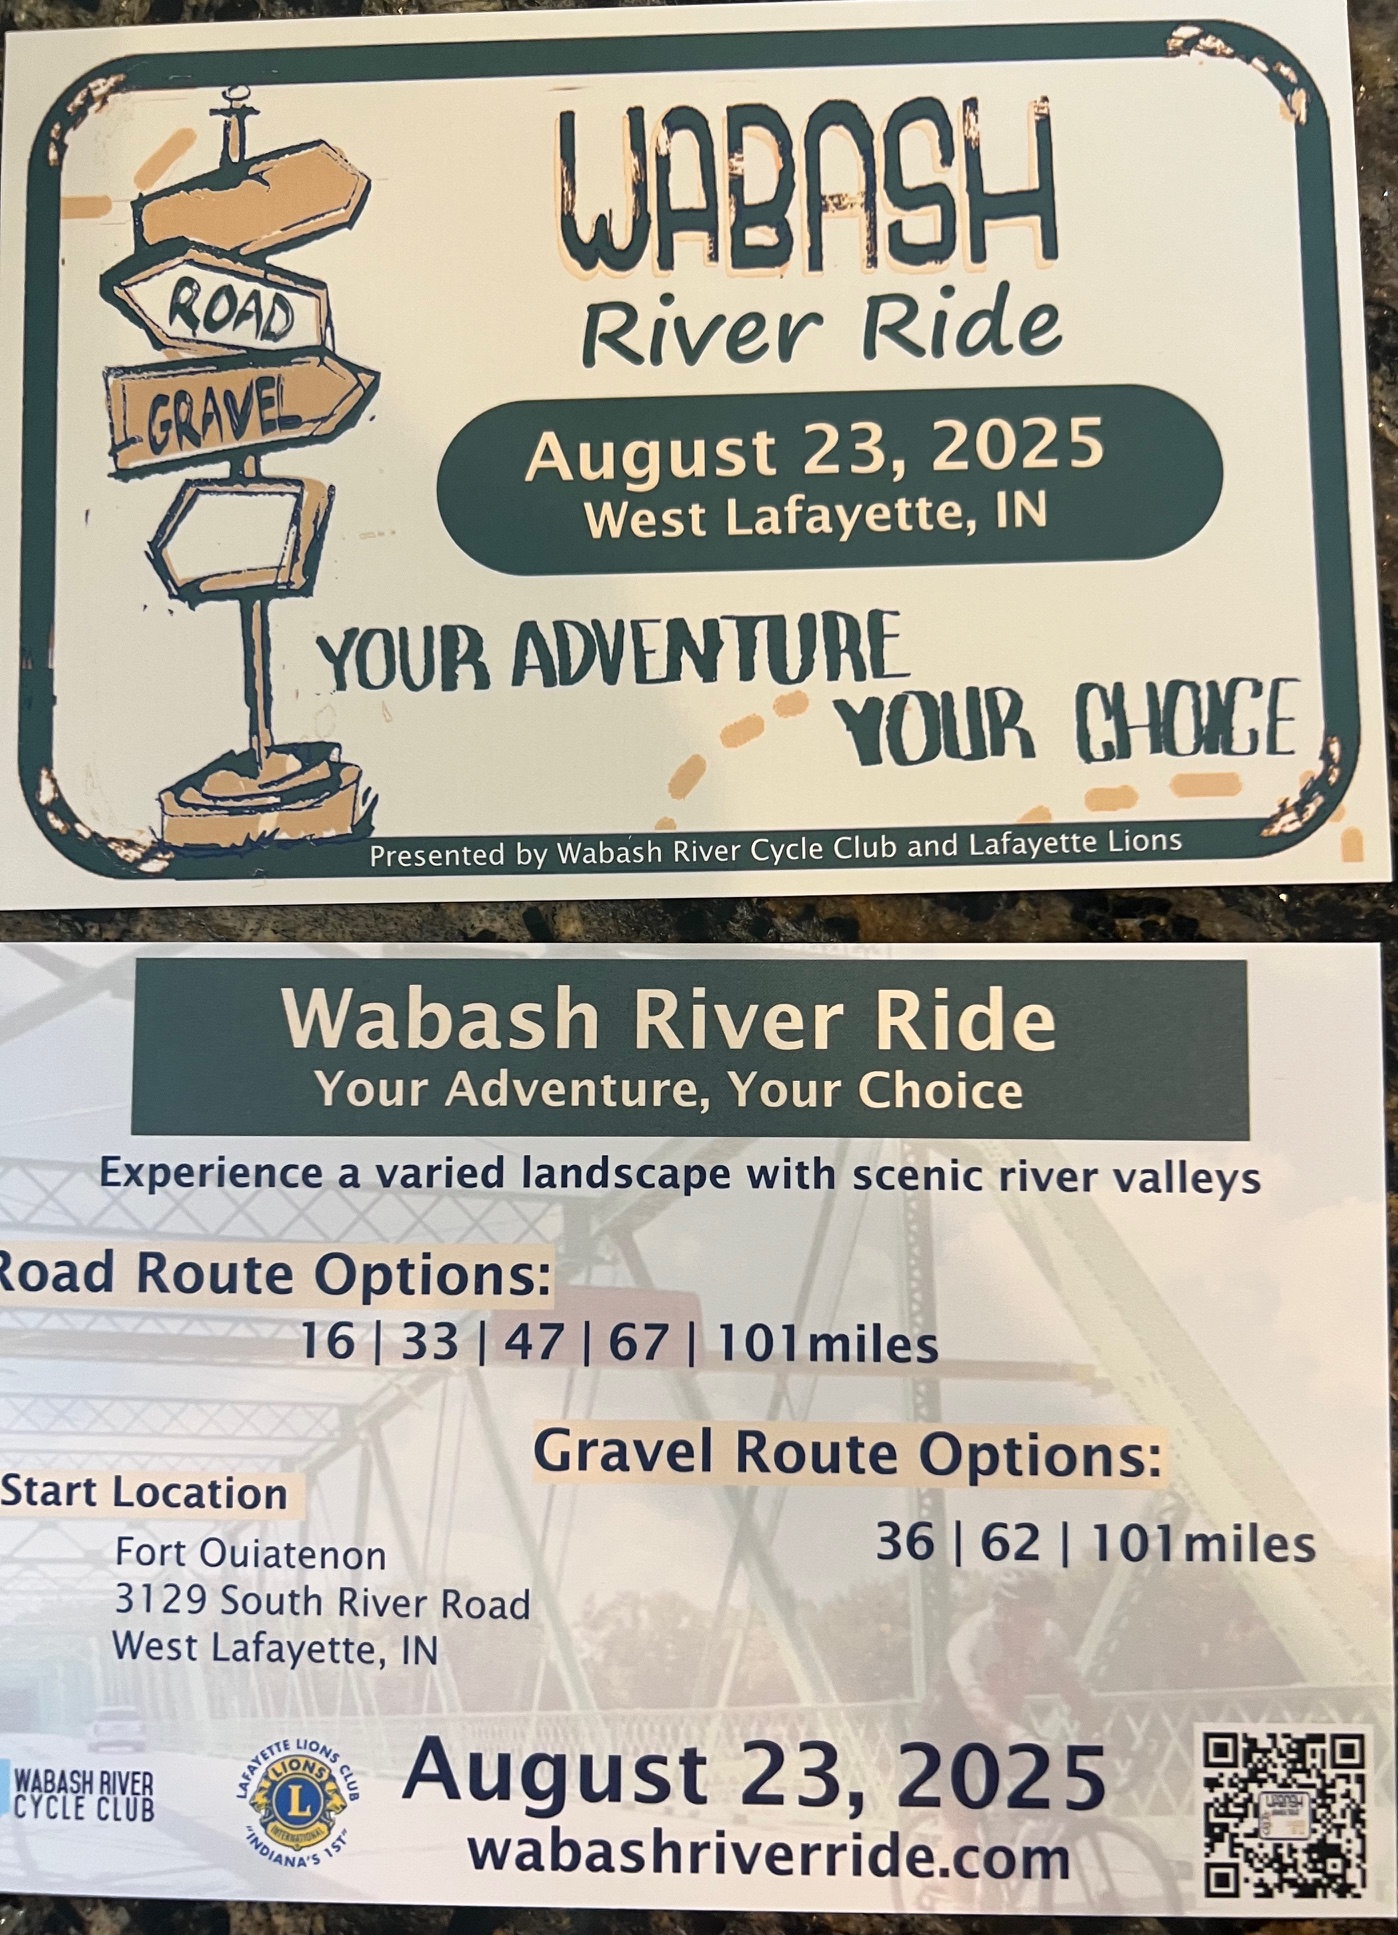 ROAD
GRAVEL
WABASH
River Ride
August 23, 2025
West Lafayette, IN
YOUR ADVENTURE
YOUR CHOICE
Presented by Wabash River Cycle Club and Lafayette Lions
Wabash River Ride
Your Adventure, Your Choice
Experience a varied landscape with scenic river valleys
Road Route Options:
16 | 33 | 47 | 67 | 101miles
Gravel Route Options:
36 | 62 | 101miles
Start Location
Fort Ouiatenon
3129 South River Road
West Lafayette, IN
WABASH RIVER
CYCLE CLUB
LAFAYETTE LIONS CLUB
LIONS
L
INTERNATIONAL
"INDIANA'S 1ST"
August 23, 2025
wabashriverride.com